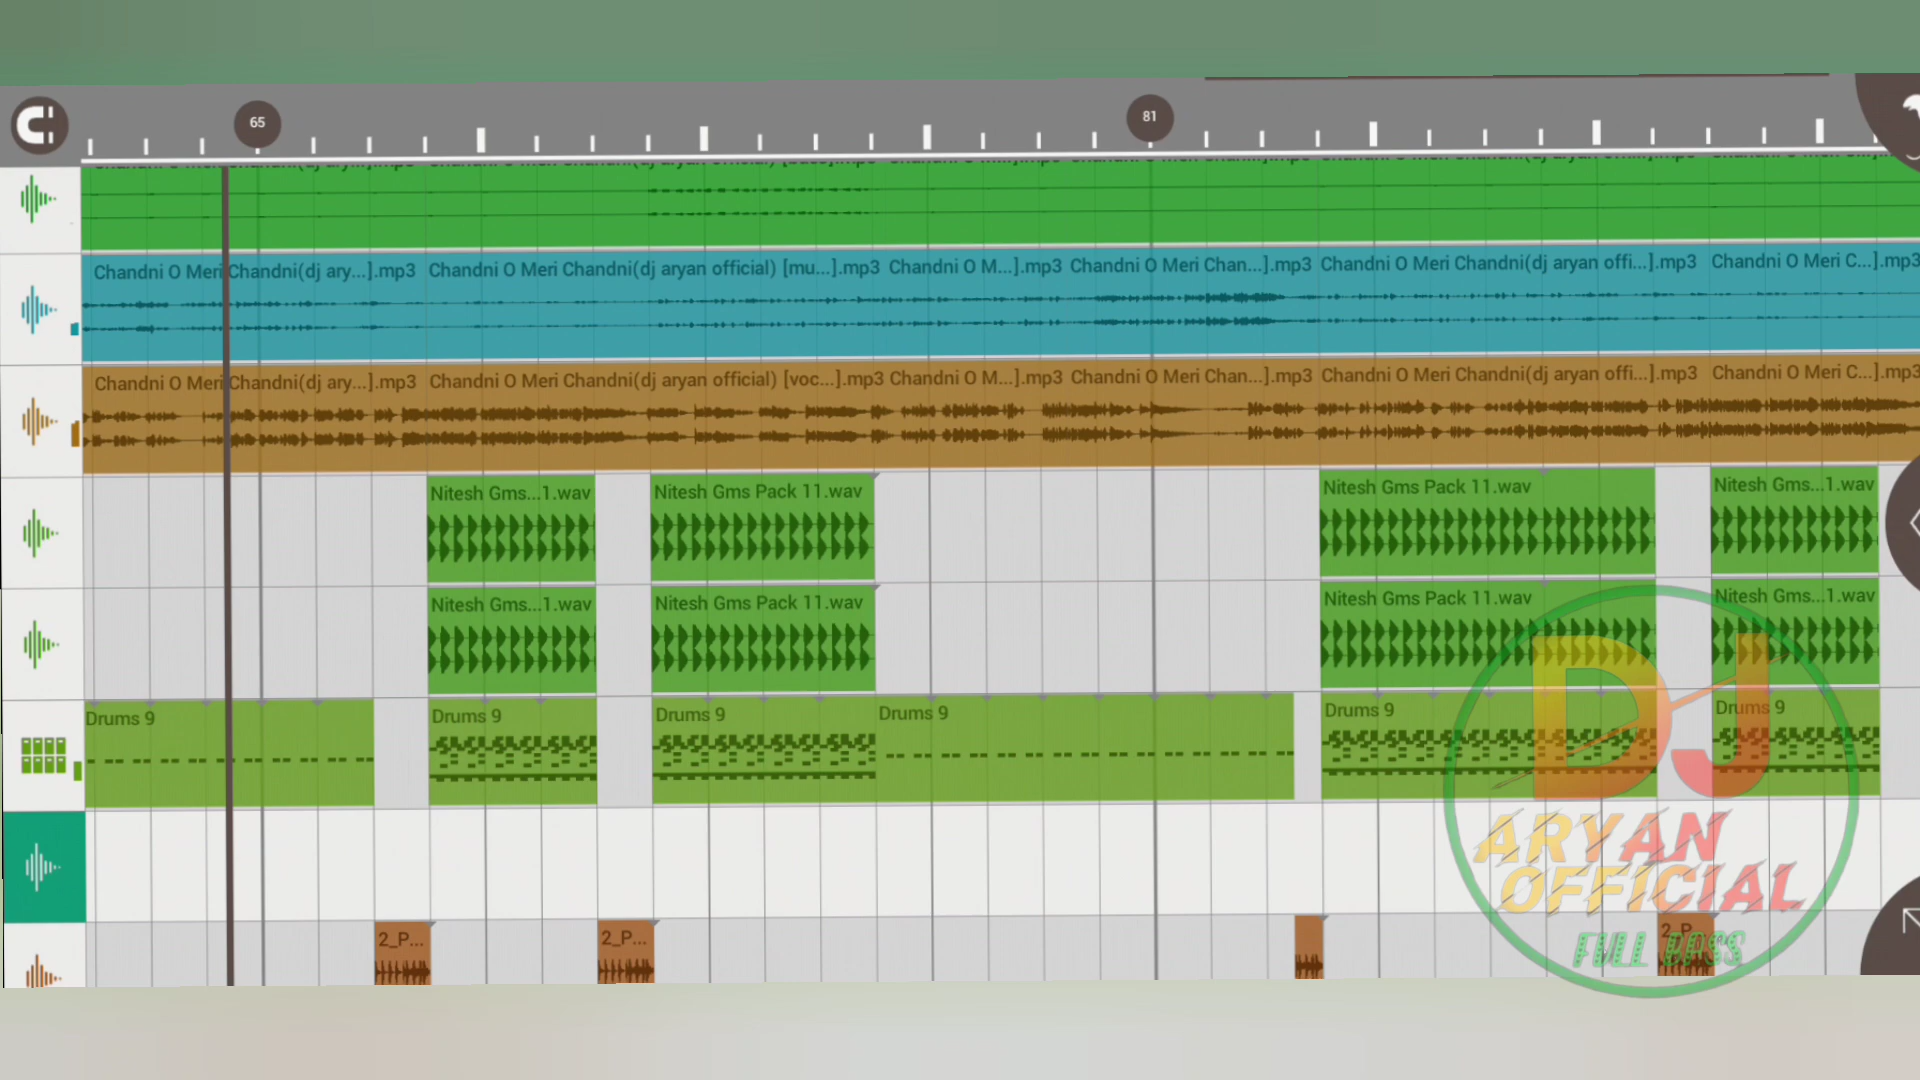 65
81
Chandni O Meri Chandni(dj ary...].mp3 Chandni O Meri Chandni(dj aryan official) [mu...].mp3 Chandni O M...].mp3 Chandni O Meri Chan...].mp3 Chandni O Meri Chandni(dj aryan offi...].mp3 Chandni O Meri C...].mp3
Chandni O Meri Chandni(dj ary...].mp3 Chandni O Meri Chandni(dj aryan official) [voc...].mp3 Chandni O M...].mp3 Chandni O Meri Chan...].mp3 Chandni O Meri Chandni(dj aryan offi...].mp3 Chandni O Meri C...].mp3
Nitesh Gms...1.wav Nitesh Gms Pack 11.wav Nitesh Gms Pack 11.wav Nitesh Gms...1.wav
Nitesh Gms...1.wav Nitesh Gms Pack 11.wav Nitesh Gms Pack 11.wav Nitesh Gms...1.wav
Drums 9 Drums 9 Drums 9 Drums 9 Drums 9 Drums 9
2_P... 2_P... 2_P...
DJ
ARYAN
OFFICIAL
FULL BASS